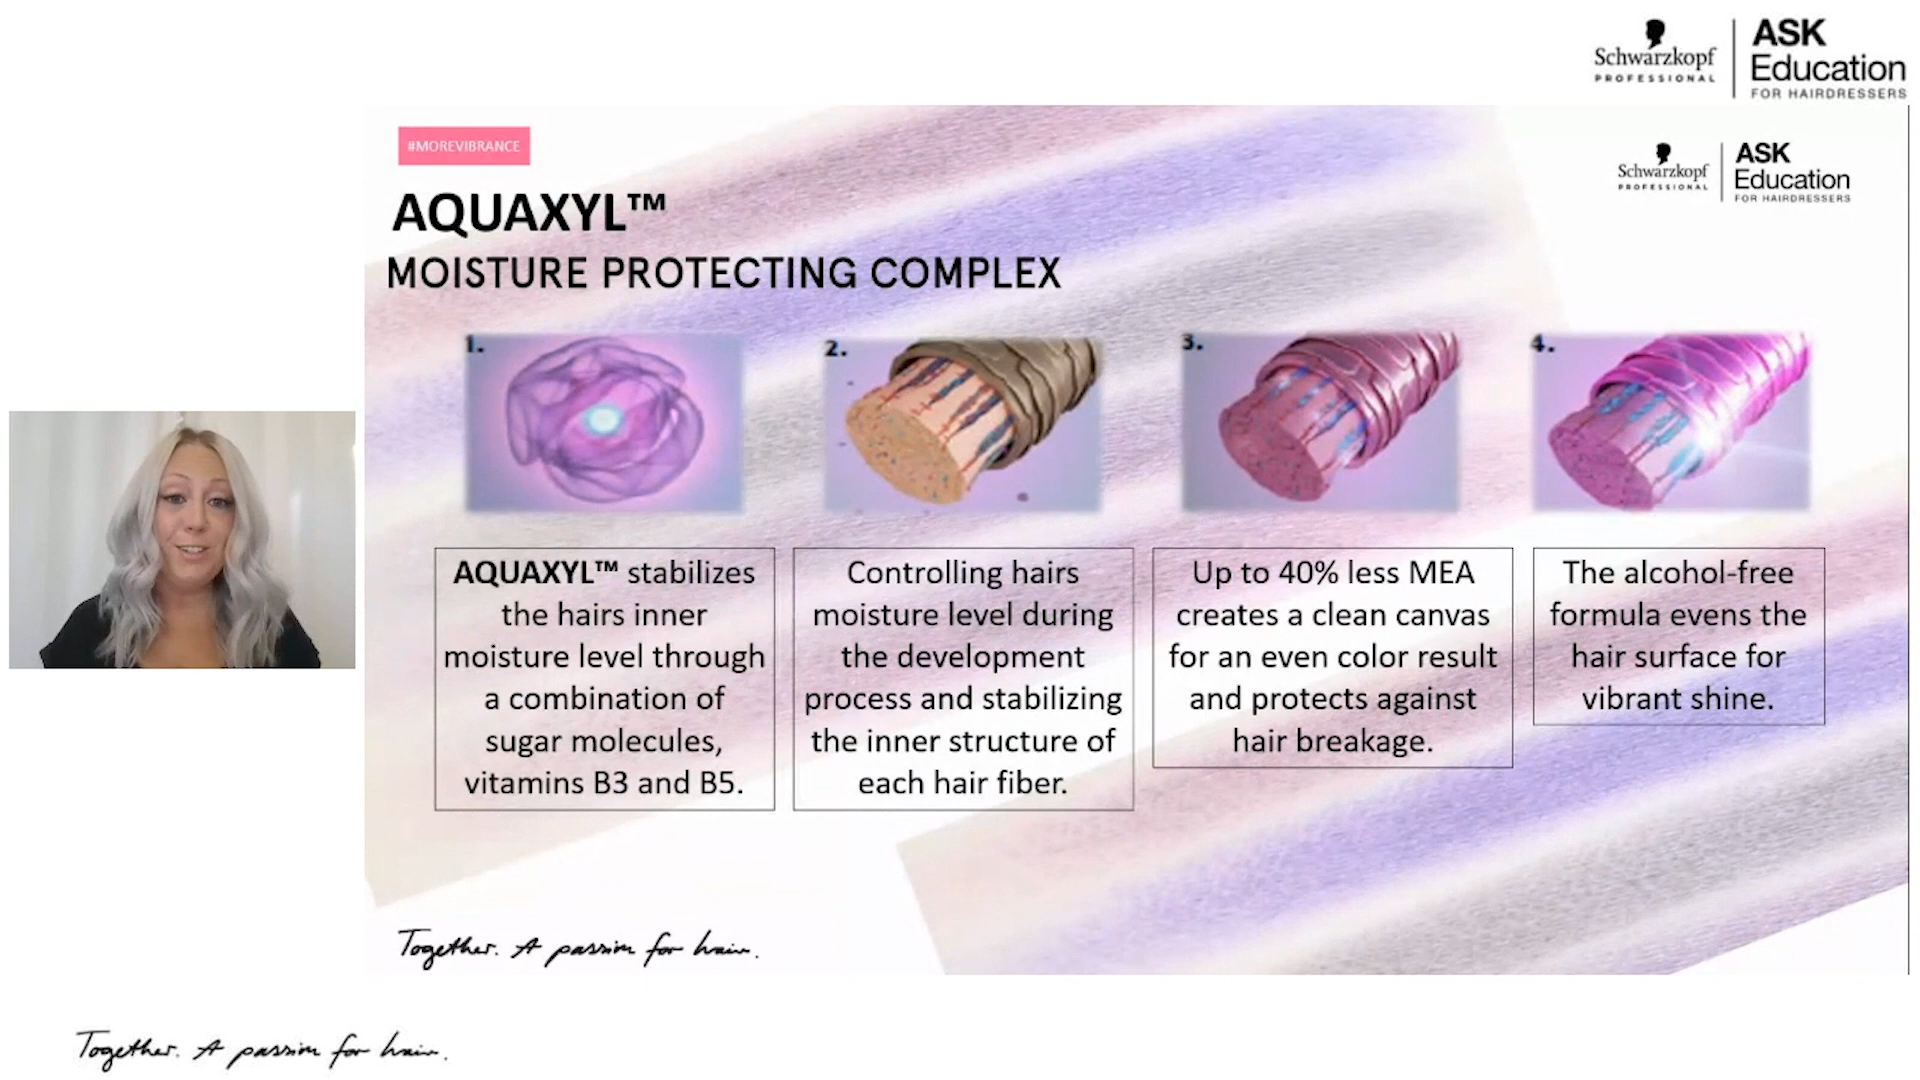 Schwarzkopf
PROFESSIONAL
ASK
Education
FOR HAIRDRESSERS
#MOREVIBRANCE
Schwarzkopf
PROFESSIONAL
ASK
Education
FOR HAIRDRESSERS
AQUAXYL™
MOISTURE PROTECTING COMPLEX
1.
2.
3.
4.
AQUAXYL™ stabilizes
the hairs inner
moisture level through
a combination of
sugar molecules,
vitamins B3 and B5.
Controlling hairs
moisture level during
the development
process and stabilizing
the inner structure of
each hair fiber.
Up to 40% less MEA
creates a clean canvas
for an even color result
and protects against
hair breakage.
The alcohol-free
formula evens the
hair surface for
vibrant shine.
Together. A passion for hair.
Together. A passion for hair.